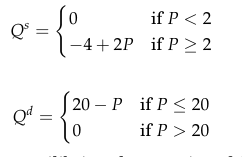 Q^s = { 0 if P < 2
−4 + 2P if P ≥ 2
Q^d = { 20 − P if P ≤ 20
0 if P > 20